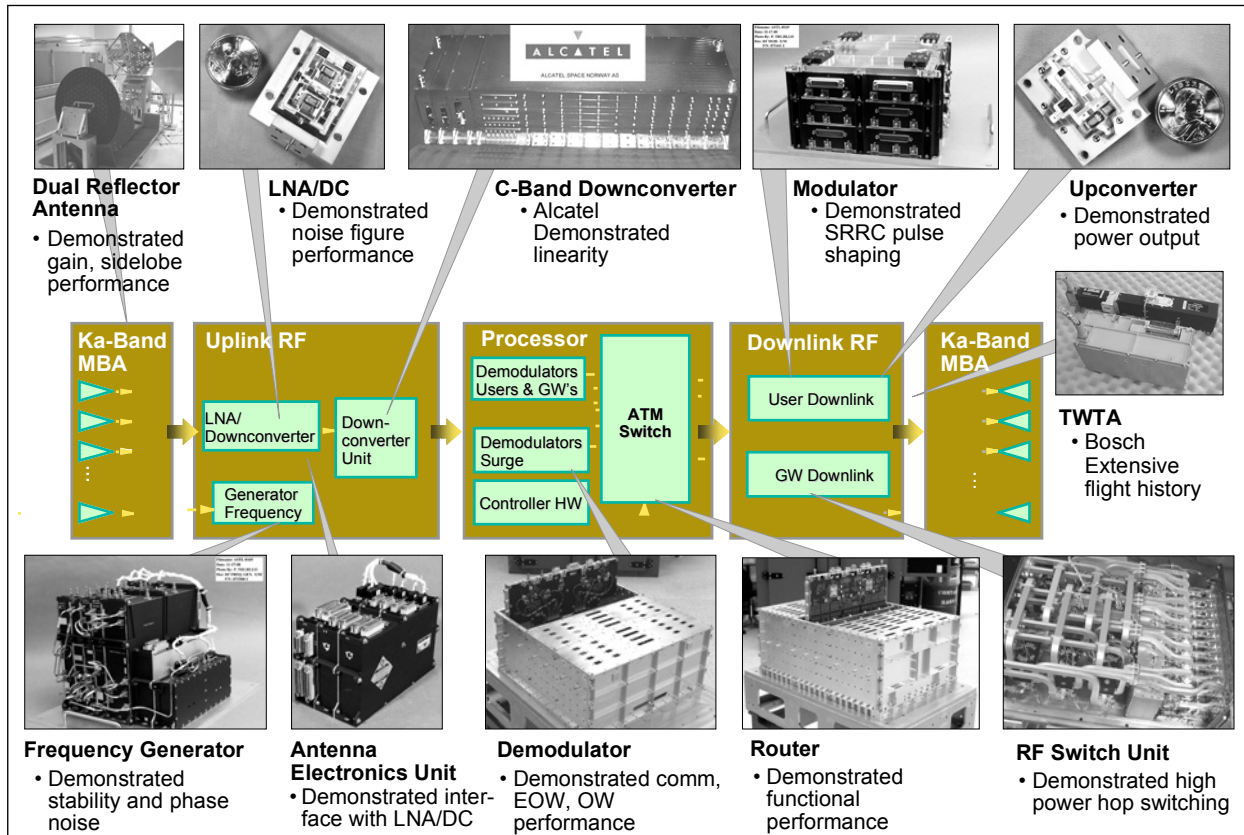 ALCATEL
ALCATEL SPACE NORWAY AS
Dual Reflector
Antenna
• Demonstrated
gain, sidelobe
performance
LNA/DC
• Demonstrated
noise figure
performance
C-Band Downconverter
• Alcatel
Demonstrated
linearity
Modulator
• Demonstrated
SRRC pulse
shaping
Upconverter
• Demonstrated
power output
Ka-Band
MBA
Uplink RF
LNA/
Downconverter
Down-
converter
Unit
Generator
Frequency
Processor
Demodulators
Users & GW's
Demodulators
Surge
Controller HW
ATM
Switch
Downlink RF
User Downlink
GW Downlink
Ka-Band
MBA
TWTA
• Bosch
Extensive
flight history
Frequency Generator
• Demonstrated
stability and phase
noise
Antenna
Electronics Unit
• Demonstrated inter-
face with LNA/DC
Demodulator
• Demonstrated comm,
EOW, OW
performance
Router
• Demonstrated
functional
performance
RF Switch Unit
• Demonstrated high
power hop switching